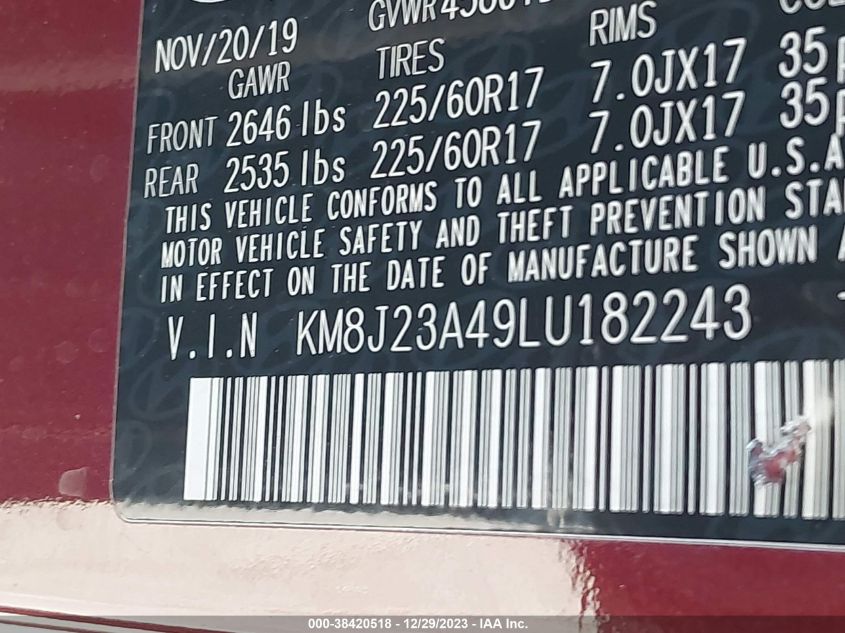 NOV/20/19 GVWR
GAWR TIRES RIMS
FRONT 2646 lbs 225/60R17 7.0JX17 35
REAR 2535 lbs 225/60R17 7.0JX17 35
THIS VEHICLE CONFORMS TO ALL APPLICABLE U.S.A
MOTOR VEHICLE SAFETY AND THEFT PREVENTION STA
IN EFFECT ON THE DATE OF MANUFACTURE SHOWN A
V.I.N KM8J23A49LU182243
000-38420518 - 12/29/2023 - IAA Inc.